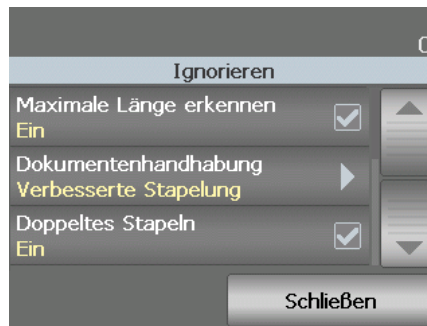 Ignorieren
Maximale Länge erkennen
Ein
Dokumentenhandhabung
Verbesserte Stapelung
Doppeltes Stapeln
Ein
Schließen